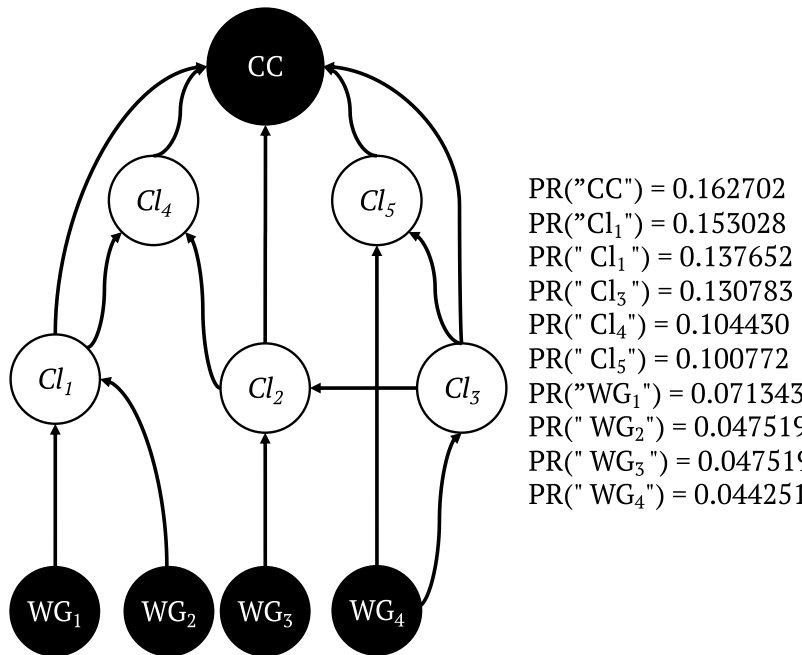 CC
Cl₄
Cl₅
Cl₁
Cl₂
Cl₃
WG₁
WG₂
WG₃
WG₄
PR(”CC") = 0.162702
PR(”Cl₁") = 0.153028
PR(" Cl₁ ") = 0.137652
PR(" Cl₃ ") = 0.130783
PR(" Cl₄") = 0.104430
PR(" Cl₅") = 0.100772
PR(”WG₁") = 0.071343
PR(" WG₂") = 0.047519
PR(" WG₃ ") = 0.047519
PR(" WG₄") = 0.044251